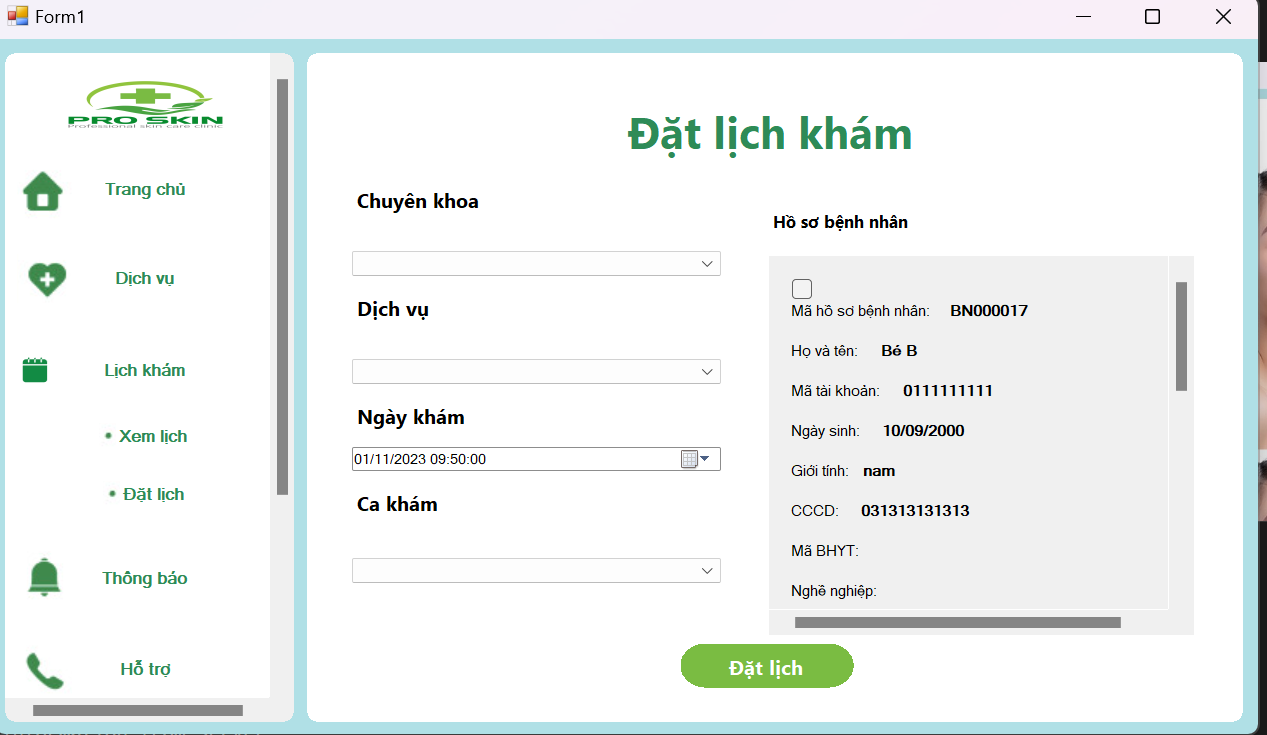 Form1
PRO SKIN
Professional skin care clinic
Trang chủ
Dịch vụ
Lịch khám
• Xem lịch
• Đặt lịch
Thông báo
Hỗ trợ
Đặt lịch khám
Chuyên khoa
Dịch vụ
Ngày khám
01/11/2023 09:50:00
Ca khám
Hồ sơ bệnh nhân
Mã hồ sơ bệnh nhân: BN000017
Họ và tên: Bé B
Mã tài khoản: 0111111111
Ngày sinh: 10/09/2000
Giới tính: nam
CCCD: 031313131313
Mã BHYT:
Nghề nghiệp:
Đặt lịch